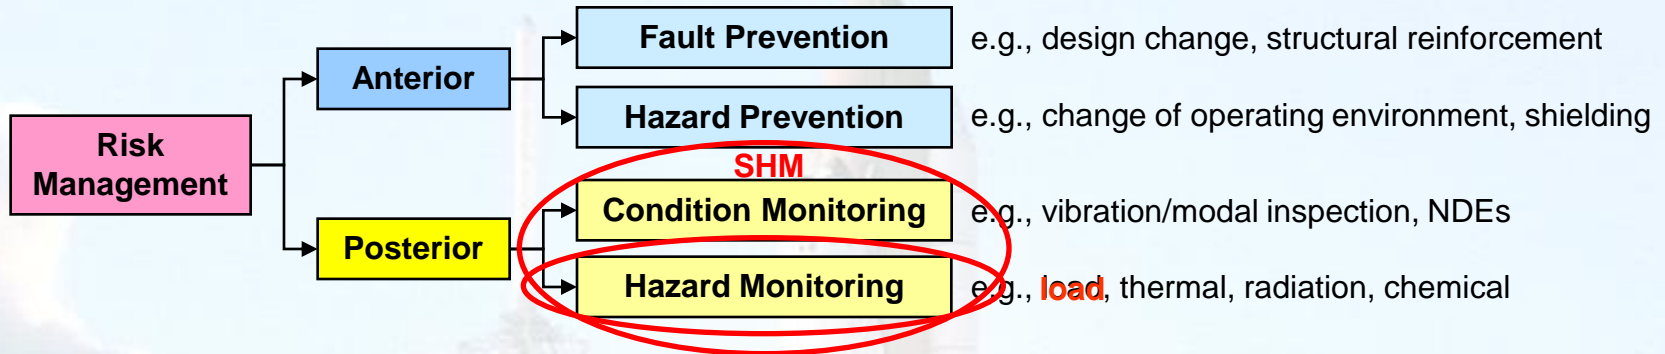 Fault Prevention e.g., design change, structural reinforcement
Anterior
Hazard Prevention e.g., change of operating environment, shielding
Risk
Management
SHM
Condition Monitoring e.g., vibration/modal inspection, NDEs
Posterior
Hazard Monitoring e.g., load, thermal, radiation, chemical